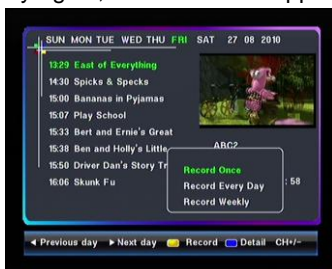 SUN MON TUE WED THU FRI SAT 27 08 2010
13:29 East of Everything
14:30 Spicks & Specks
15:00 Bananas in Pyjamas
15:07 Play School
15:33 Bert and Ernie's Great
15:38 Ben and Holly's Little
ABC2
15:50 Driver Dan's Story Tr
16:06 Skunk Fu
: 58
Record Once
Record Every Day
Record Weekly
Previous day Next day Record Detail CH+/-